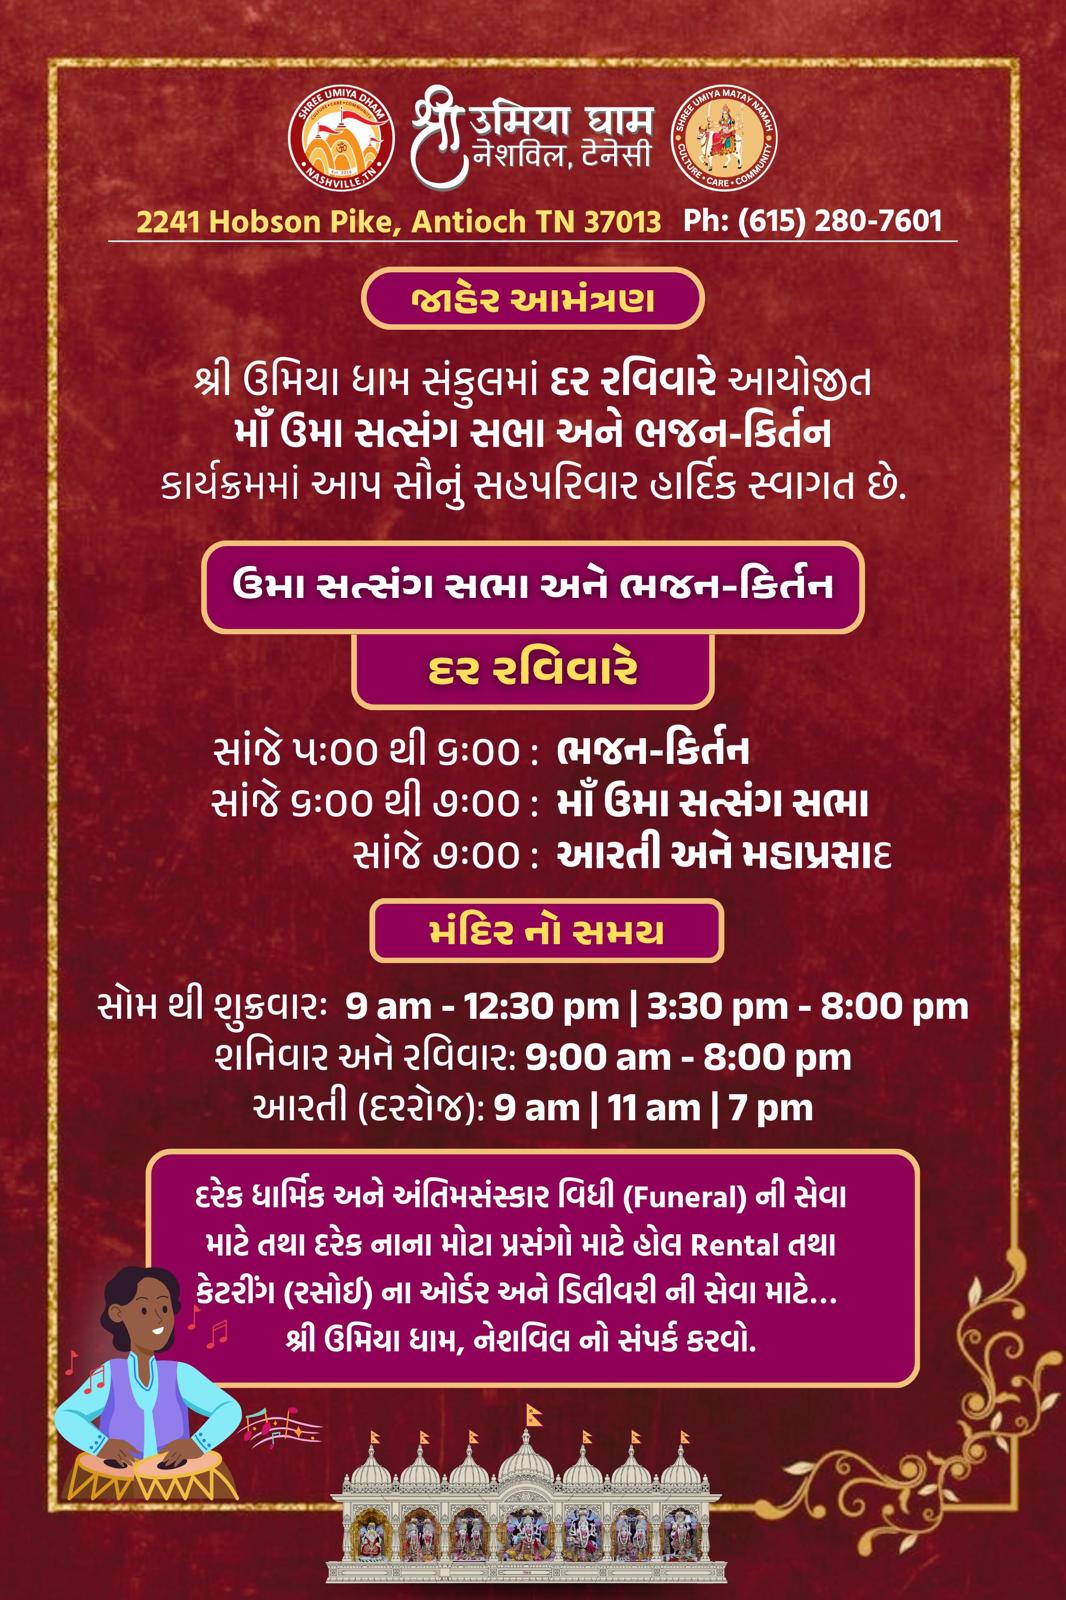 SHREE UMIYA DHAM
CULTURE•CARE•COMMUNITY
NASHVILLE,TN
श्री उमिया धाम
नेशविल, टेनेसी
SHREE UMIYA MATAY NAMAH
CULTURE • CARE • COMMUNITY
2241 Hobson Pike, Antioch TN 37013 Ph: (615) 280-7601
જાહેર આમંત્રણ
શ્રી ઉમિયા ધામ સંકુલમાં દર રવિવારે આયોજીત
માઁ ઉમા સત્સંગ સભા અને ભજન-કિર્તન
કાર્યક્રમમાં આપ સૌનું સહપરિવાર હાર્દિક સ્વાગત છે.
ઉમા સત્સંગ સભા અને ભજન-કિર્તન
દર રવિવારે
સાંજે ૫:૦૦ થી ૬:૦૦ : ભજન-કિર્તન
સાંજે ૬:૦૦ થી ૭:૦૦ : માઁ ઉમા સત્સંગ સભા
સાંજે ૭:૦૦ : આરતી અને મહાપ્રસાદ
મંદિર નો સમય
સોમ થી શુક્રવારઃ 9 am - 12:30 pm | 3:30 pm - 8:00 pm
શનિવાર અને રવિવાર: 9:00 am - 8:00 pm
આરતી (દરરોજ): 9 am | 11 am | 7 pm
દરેક ધાર્મિક અને અંતિમસંસ્કાર વિધી (Funeral) ની સેવા
માટે તથા દરેક નાના મોટા પ્રસંગો માટે હોલ Rental તથા
કેટરીંગ (રસોઈ) ના ઓર્ડર અને ડિલીવરી ની સેવા માટે...
શ્રી ઉમિયા ધામ, નેશવિલ નો સંપર્ક કરવો.